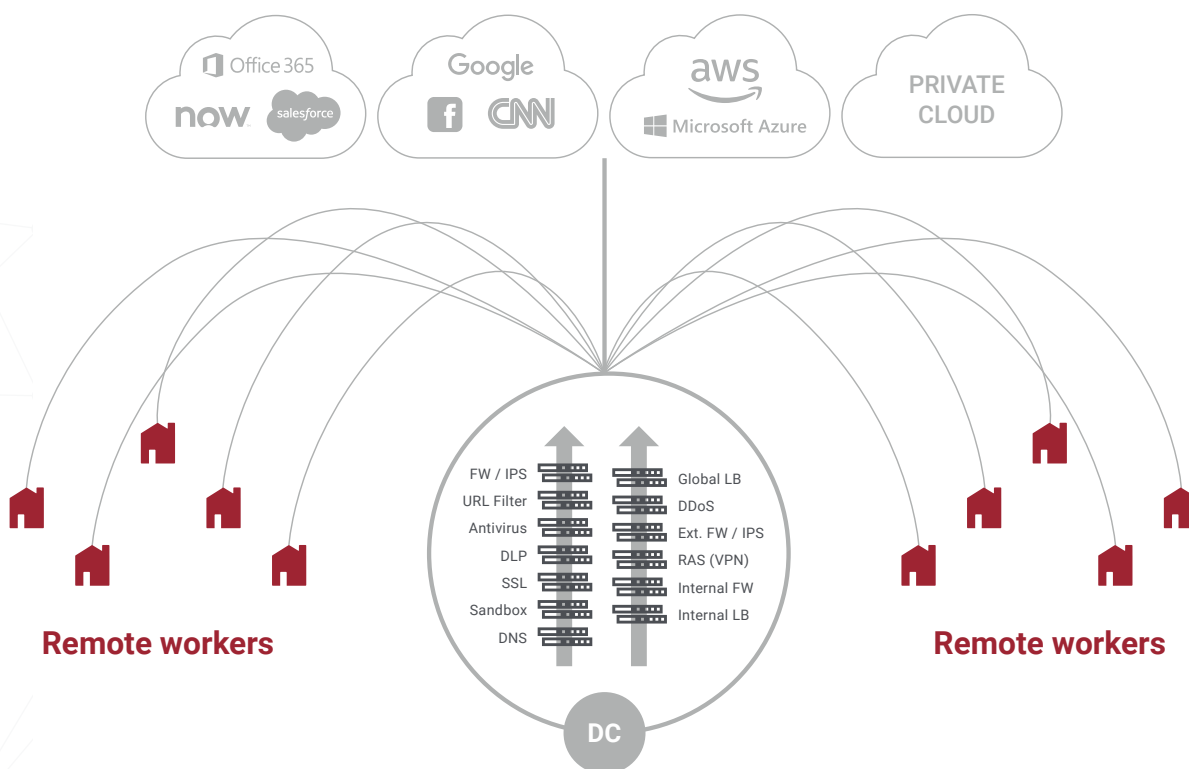 Office 365
now
salesforce
Google
f
CNN
aws
Microsoft Azure
PRIVATE
CLOUD
FW / IPS
URL Filter
Antivirus
DLP
SSL
Sandbox
DNS
Global LB
DDoS
Ext. FW / IPS
RAS (VPN)
Internal FW
Internal LB
Remote workers
Remote workers
DC